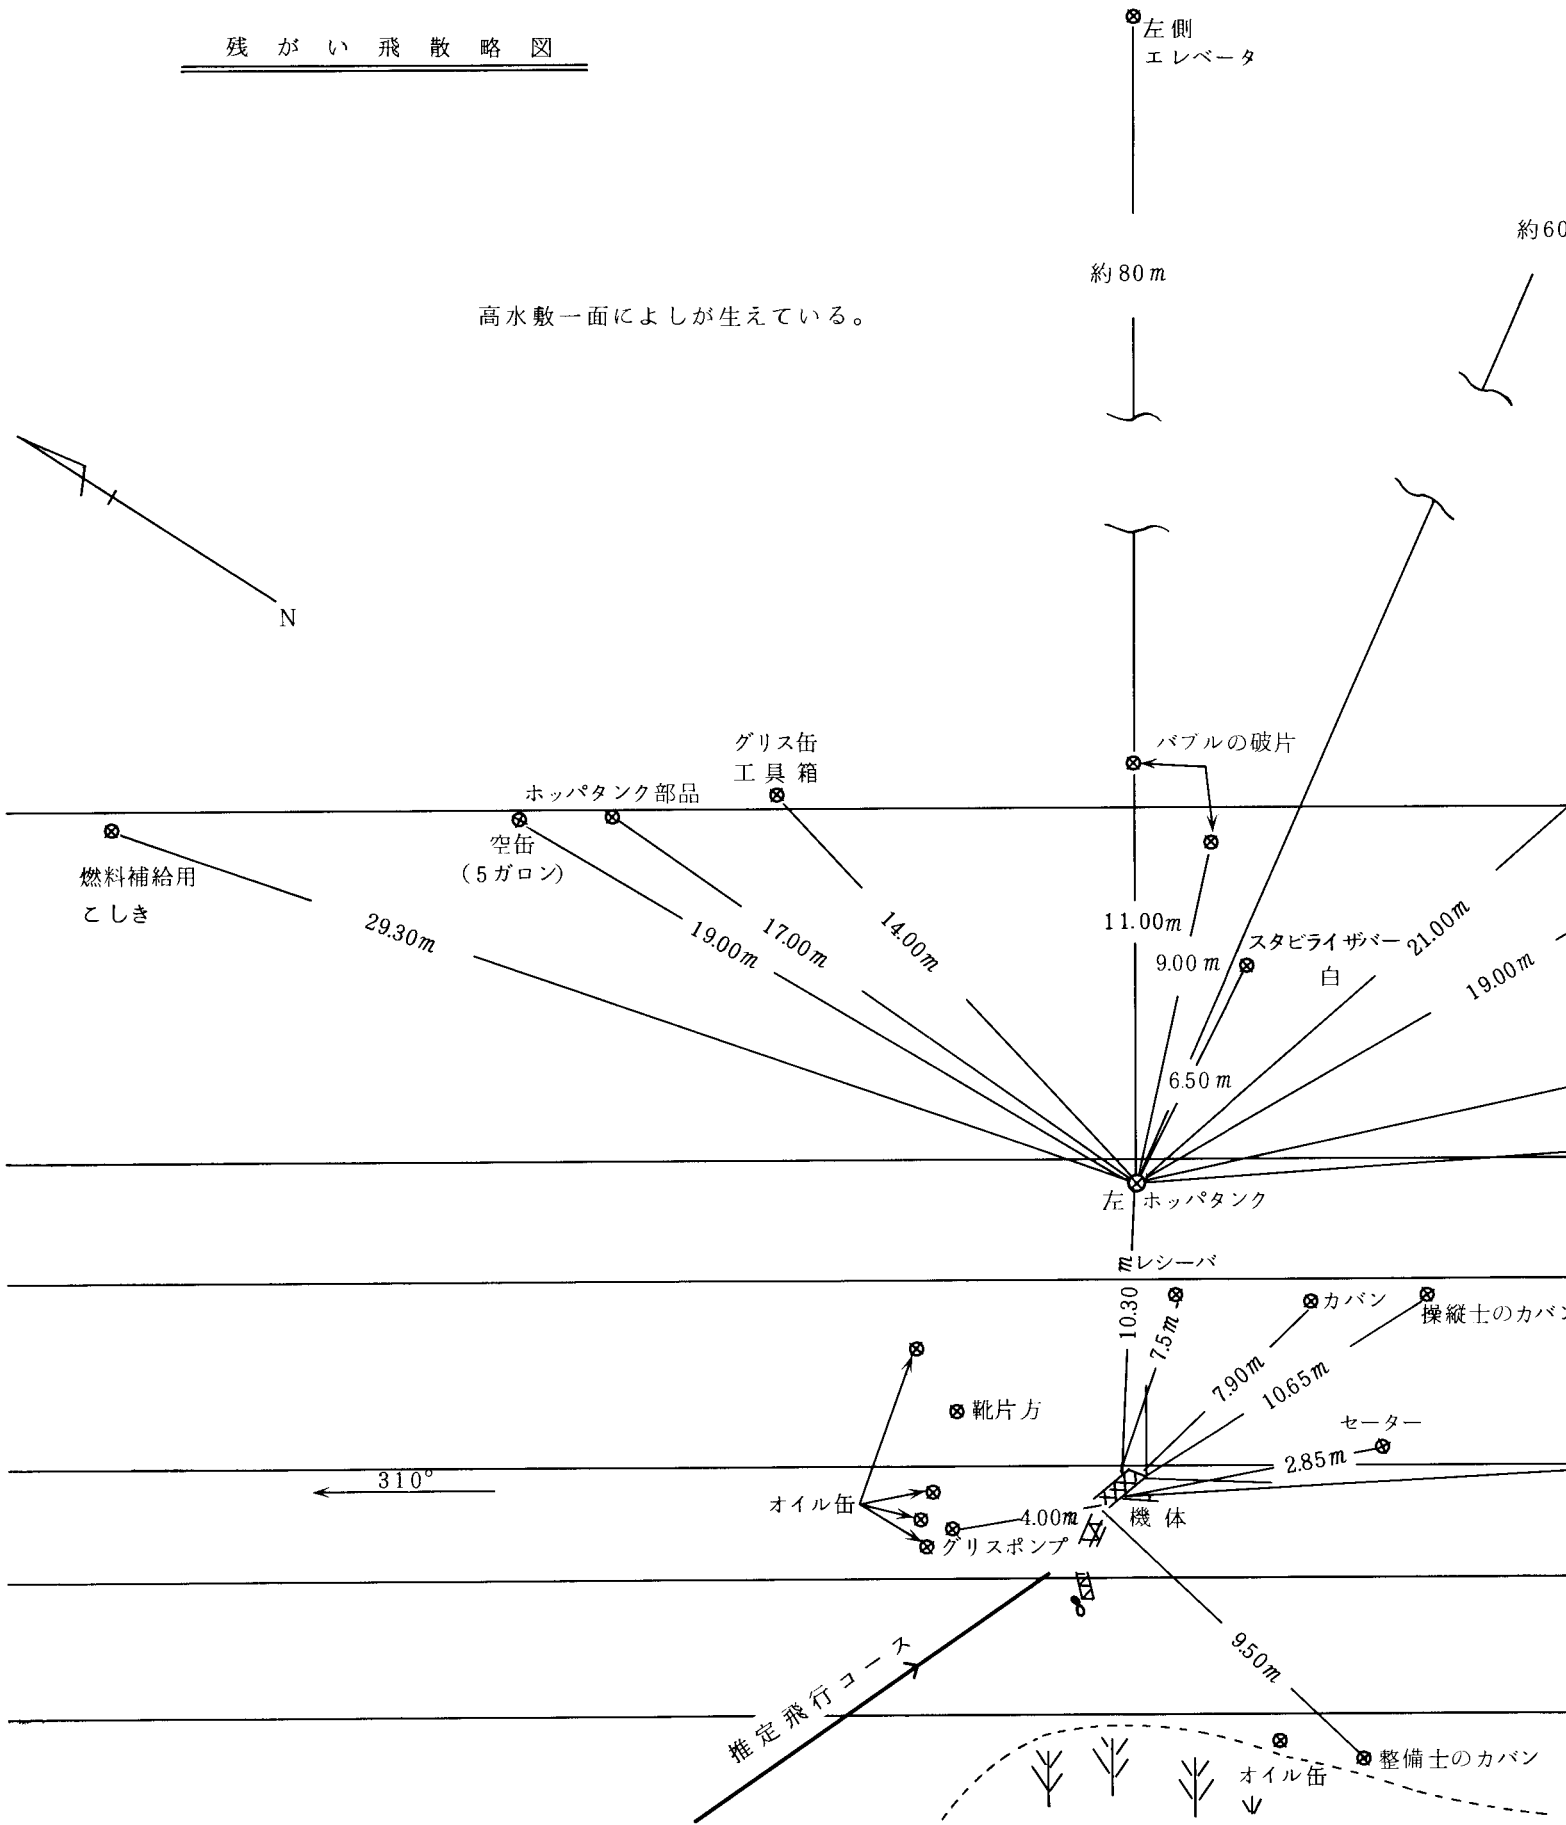 残がい飛散略図
左側
エレベータ
約60
約80m
高水敷一面によしが生えている。
N
バブルの破片
グリス缶
工具箱
ホッパタンク部品
空缶
(5ガロン)
燃料補給用
こしき
29.30m
19.00m
17.00m
14.00m
11.00m
9.00m
スタビライザバー
白
21.00m
19.00m
6.50m
左ホッパタンク
レシーバ
カバン
操縦士のカバン
10.30m
7.5m
7.90m
10.65m
靴片方
セーター
2.85m
310°
オイル缶
4.00m
機体
グリスポンプ
9.50m
推定飛行コース
オイル缶
整備士のカバン